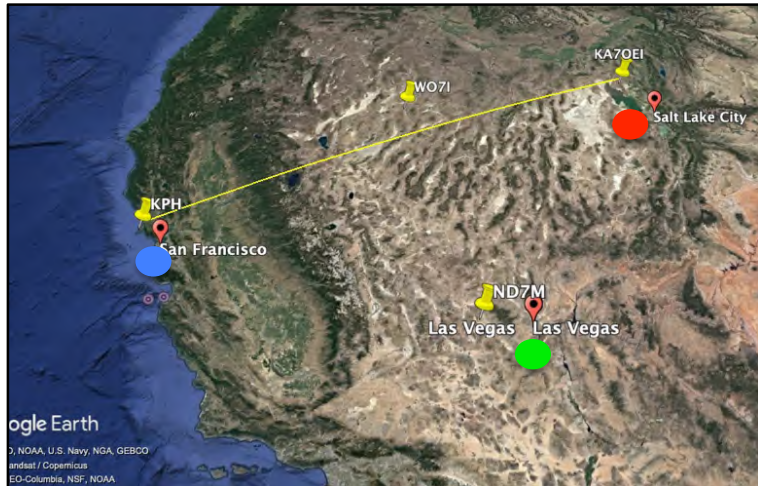 KA7OEI
WO7I
Salt Lake City
KPH
San Francisco
ND7M
Las Vegas
Las Vegas
ogle Earth
O, NOAA, U.S. Navy, NGA, GEBCO
andsat / Copernicus
EO-Columbia, NSF, NOAA